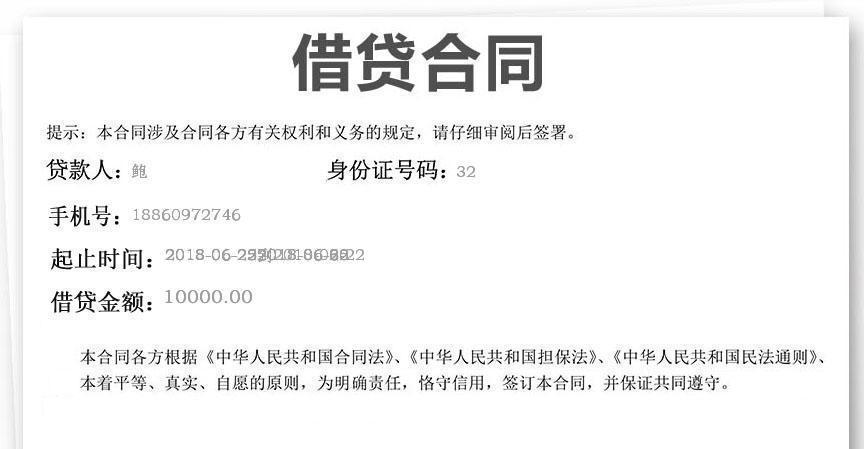 借贷合同
提示：本合同涉及合同各方有关权利和义务的规定，请仔细审阅后签署。
贷款人：鲍 身份证号码：32
手机号：18860972746
起止时间：2018-06-22
借贷金额：10000.00
本合同各方根据《中华人民共和国合同法》、《中华人民共和国担保法》、《中华人民共和国民法通则》、
本着平等、真实、自愿的原则，为明确责任，恪守信用，签订本合同，并保证共同遵守。